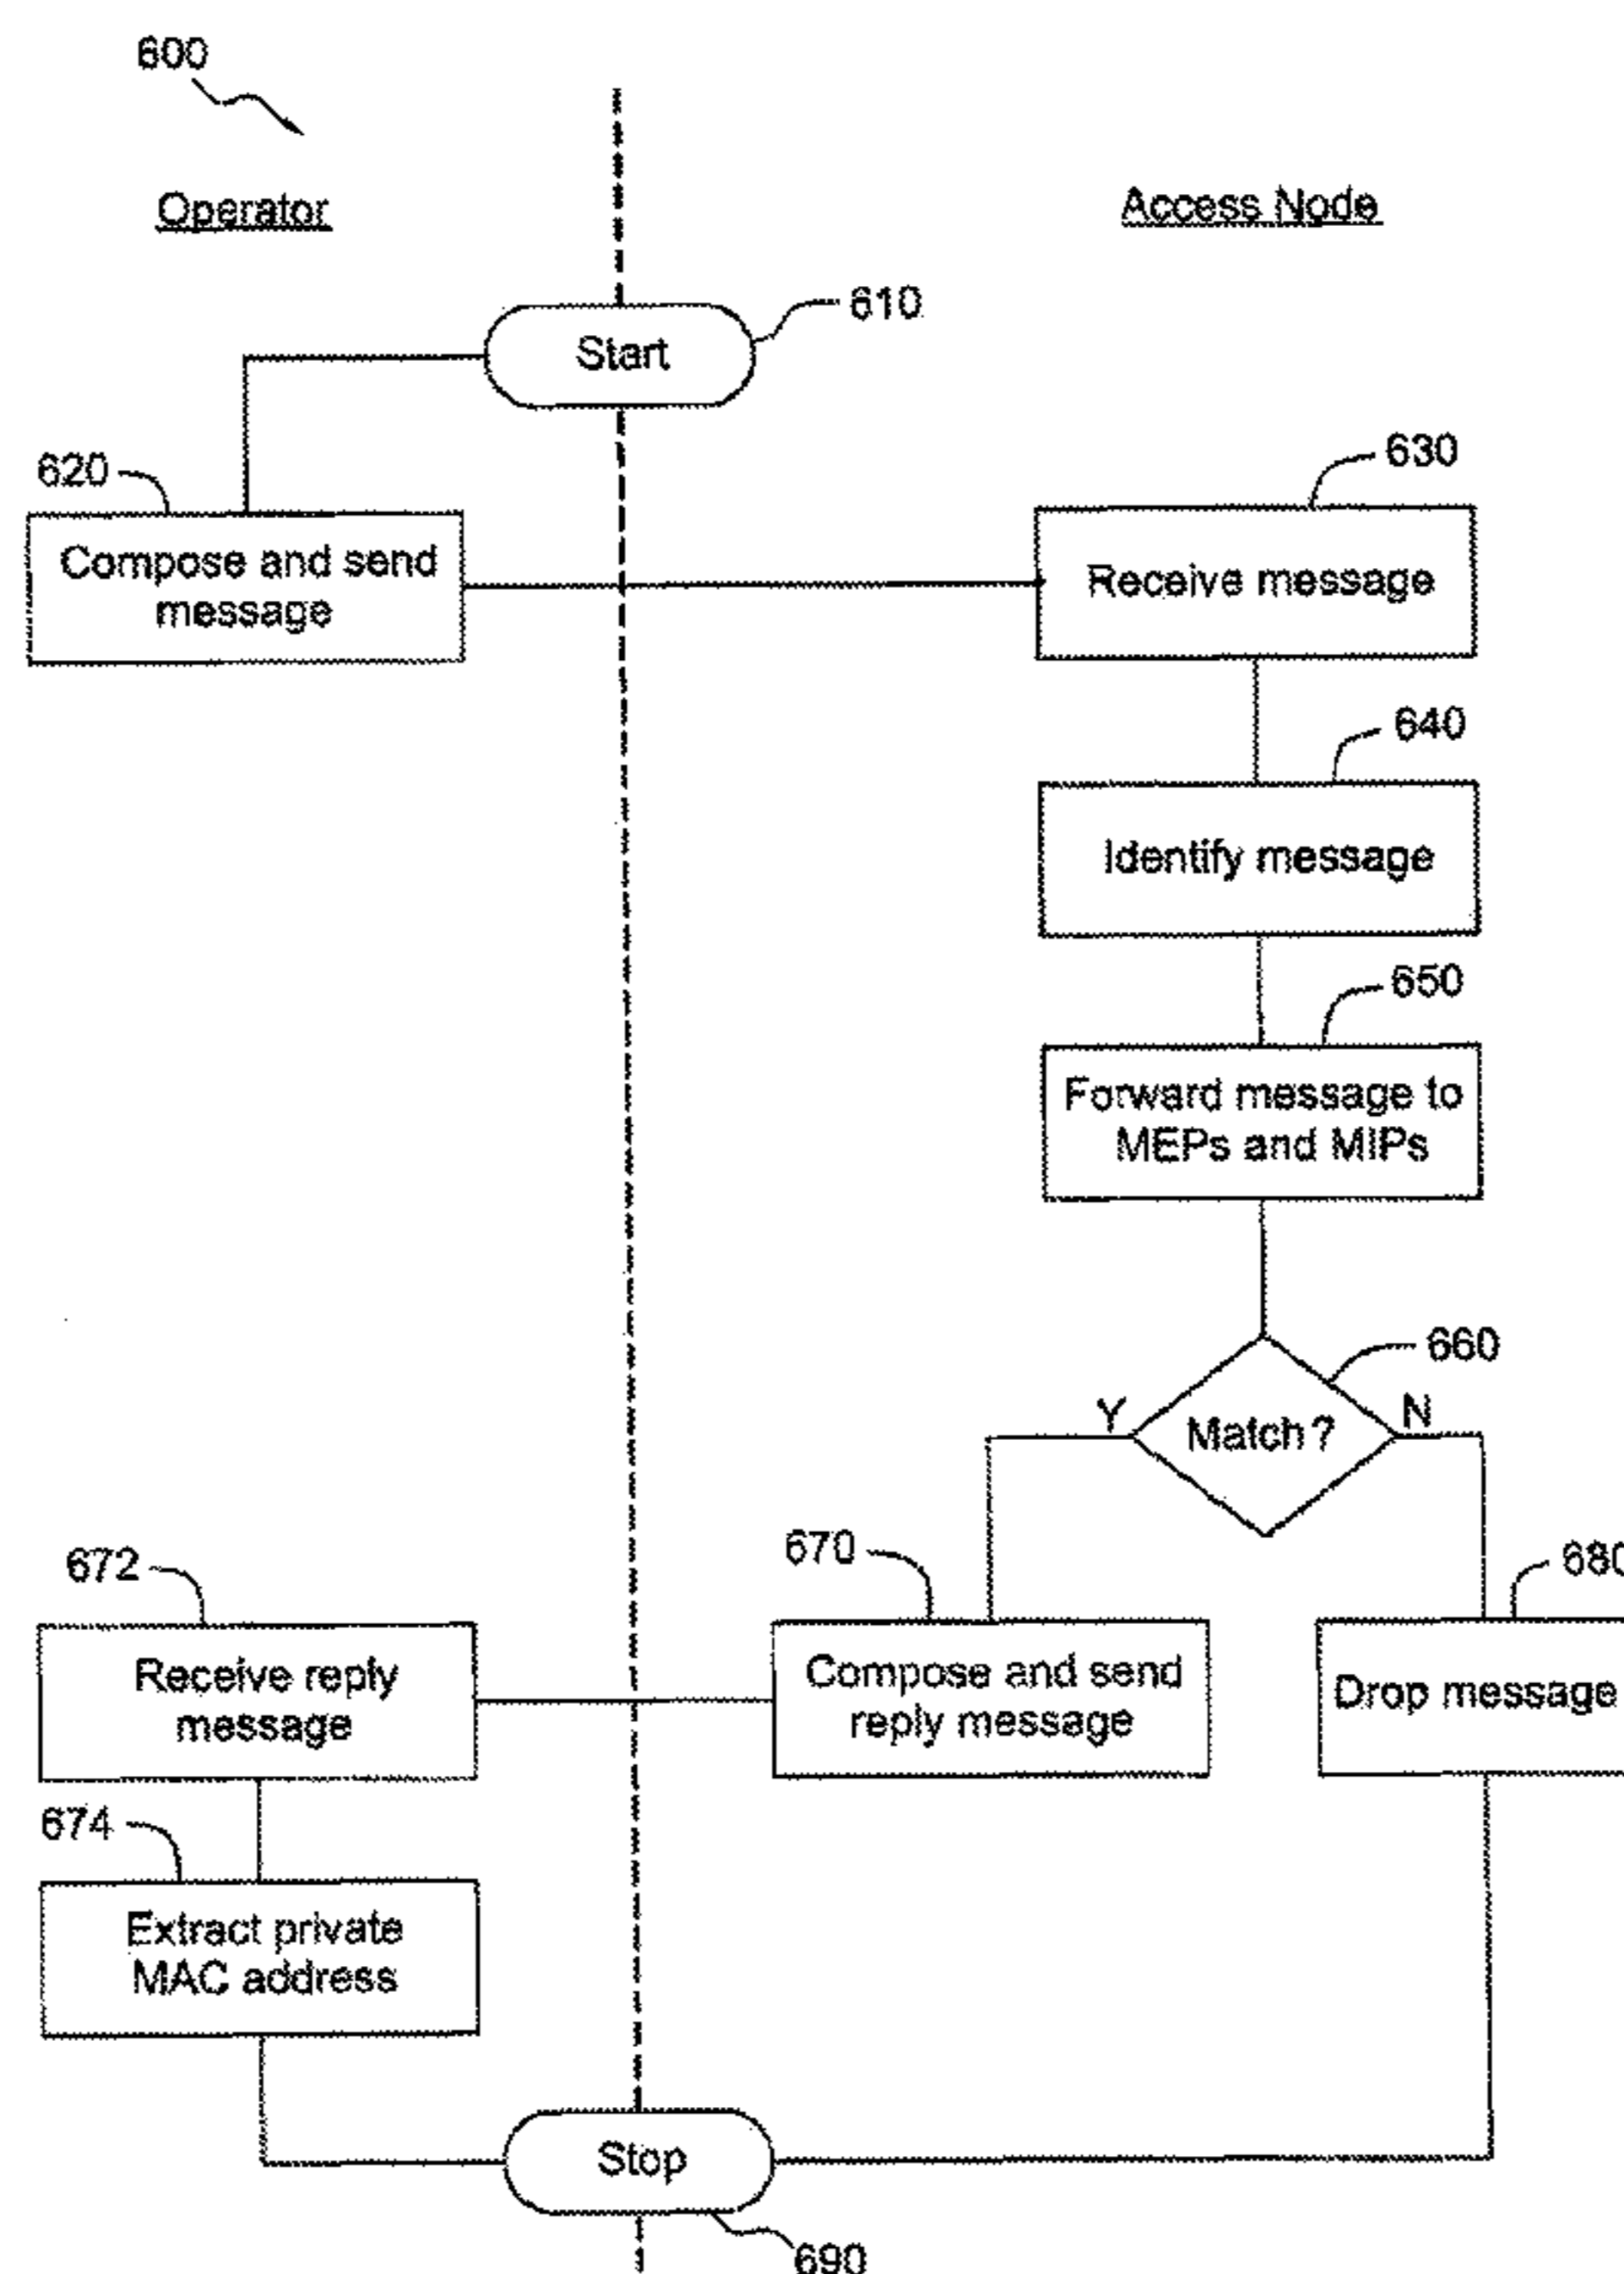 600
Operator
Access Node
Start
610
620
Compose and send
message
630
Receive message
640
Identify message
650
Forward message to
MEPs and MIPs
660
Match?
Y
N
670
Compose and send
reply message
680
Drop message
672
Receive reply
message
674
Extract private
MAC address
Stop
690